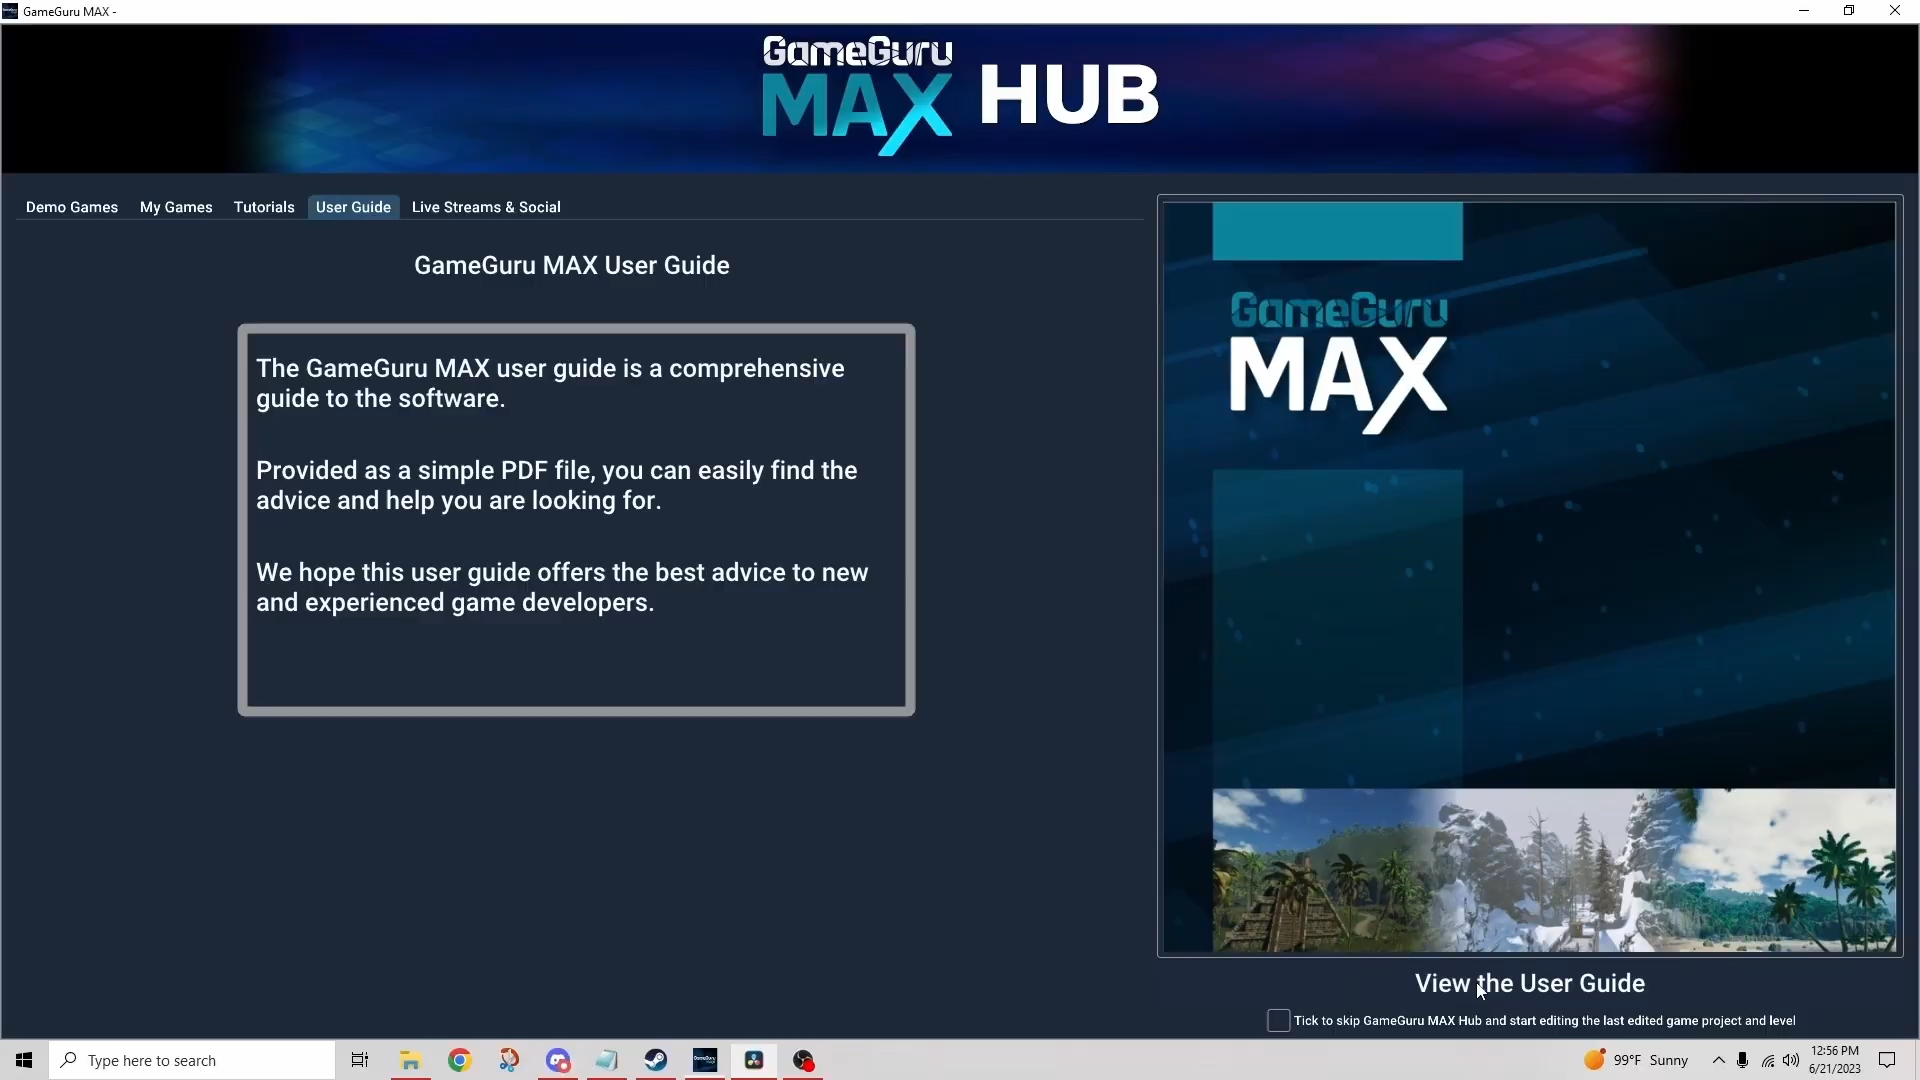 GameGuru MAX -
GameGuru
MAX HUB
Demo Games My Games Tutorials User Guide Live Streams & Social
GameGuru MAX User Guide
The GameGuru MAX user guide is a comprehensive
guide to the software.
Provided as a simple PDF file, you can easily find the
advice and help you are looking for.
We hope this user guide offers the best advice to new
and experienced game developers.
GameGuru
MAX
View the User Guide
Tick to skip GameGuru MAX Hub and start editing the last edited game project and level
Type here to search
99°F Sunny
12:56 PM
6/21/2023